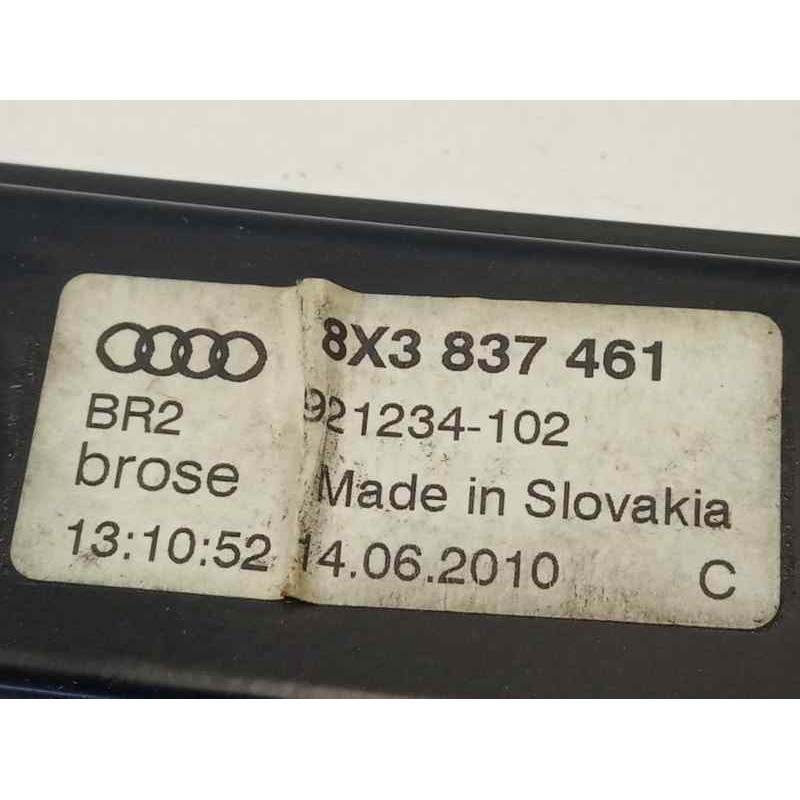 8X3 837 461
BR2 921234-102
brose Made in Slovakia
13:10:52 14.06.2010 C